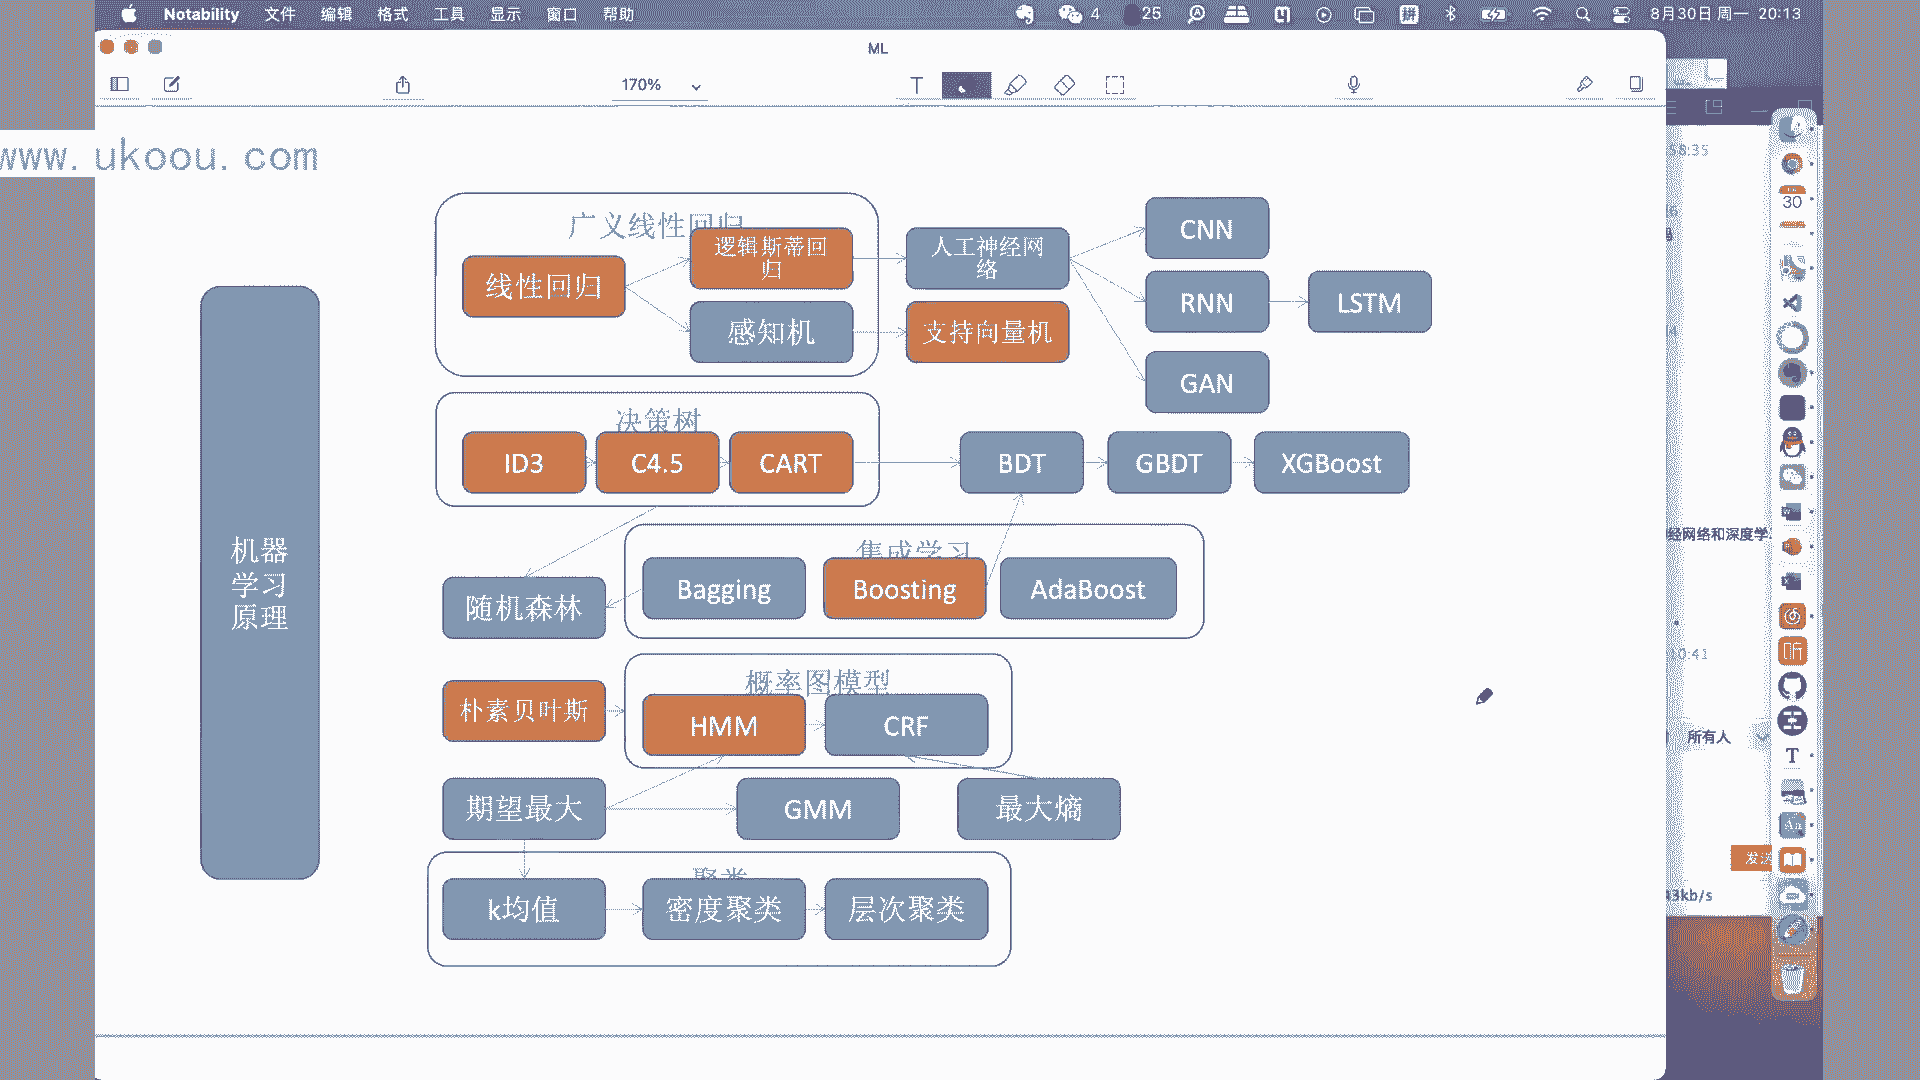 Notability 文件 编辑 格式 工具 显示 窗口 帮助 4 25 拼 8月30日 周一 20:13
ML
170%
T
www.ukoou.com
58:35
30
广义线性回归
线性回归
逻辑斯蒂回
归
感知机
人工神经网
络
支持向量机
CNN
RNN
LSTM
GAN
决策树
ID3
C4.5
CART
BDT
GBDT
XGBoost
机器
学习
原理
集成学习
Bagging
Boosting
AdaBoost
随机森林
经网络和深度学
10:41
朴素贝叶斯
概率图模型
HMM
CRF
所有人
T
期望最大
GMM
最大熵
Aa
发送
聚类
k均值
密度聚类
层次聚类
43kb/s